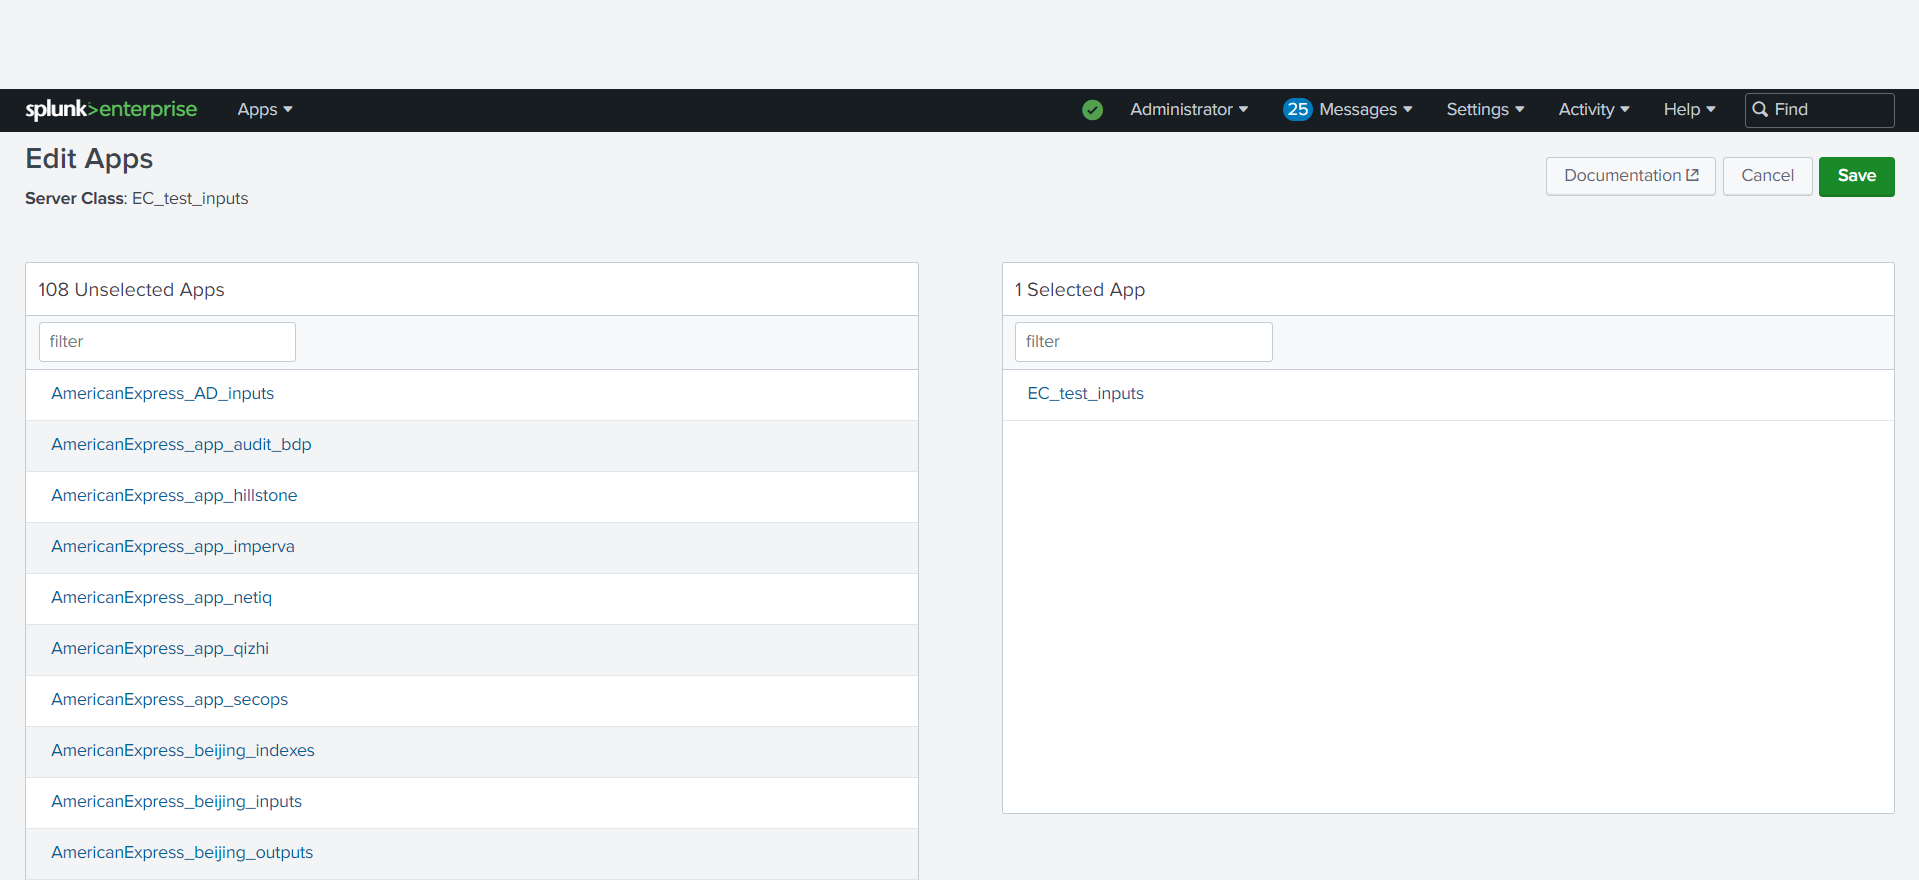 splunk>enterprise Apps Administrator 25 Messages Settings Activity Help Find
Edit Apps
Server Class: EC_test_inputs
Documentation Cancel Save
108 Unselected Apps
filter
AmericanExpress_AD_inputs
AmericanExpress_app_audit_bdp
AmericanExpress_app_hillstone
AmericanExpress_app_imperva
AmericanExpress_app_netiq
AmericanExpress_app_qizhi
AmericanExpress_app_secops
AmericanExpress_beijing_indexes
AmericanExpress_beijing_inputs
AmericanExpress_beijing_outputs
1 Selected App
filter
EC_test_inputs